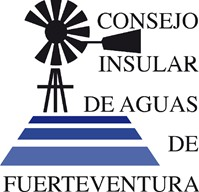 CONSEJO
INSULAR
DE AGUAS
DE
FUERTEVENTURA